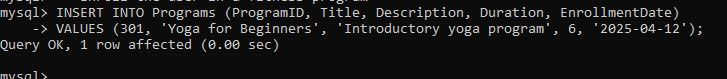 mysql> INSERT INTO Programs (ProgramID, Title, Description, Duration, EnrollmentDate)
    -> VALUES (301, 'Yoga for Beginners', 'Introductory yoga program', 6, '2025-04-12');
Query OK, 1 row affected (0.00 sec)
mysql>